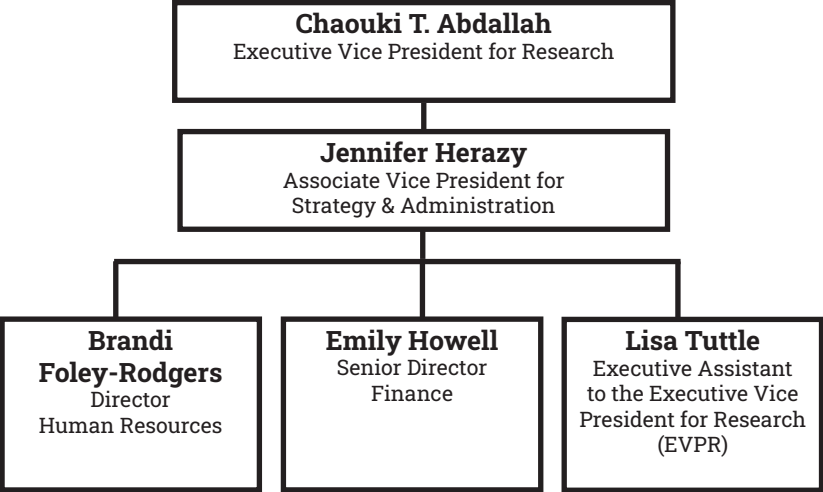 Chaouki T. Abdallah
Executive Vice President for Research
Jennifer Herazy
Associate Vice President for
Strategy & Administration
Brandi
Foley-Rodgers
Director
Human Resources
Emily Howell
Senior Director
Finance
Lisa Tuttle
Executive Assistant
to the Executive Vice
President for Research
(EVPR)